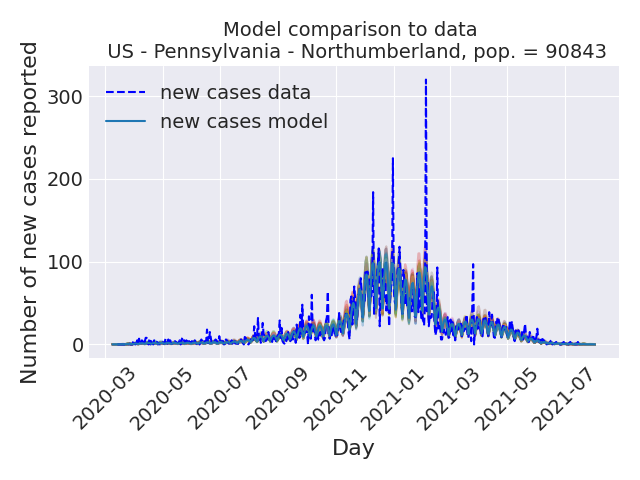 Model comparison to data
US - Pennsylvania - Northumberland, pop. = 90843
Number of new cases reported
300
200
100
0
new cases data
new cases model
2020-03
2020-05
2020-07
2020-09
2020-11
2021-01
2021-03
2021-05
2021-07
Day